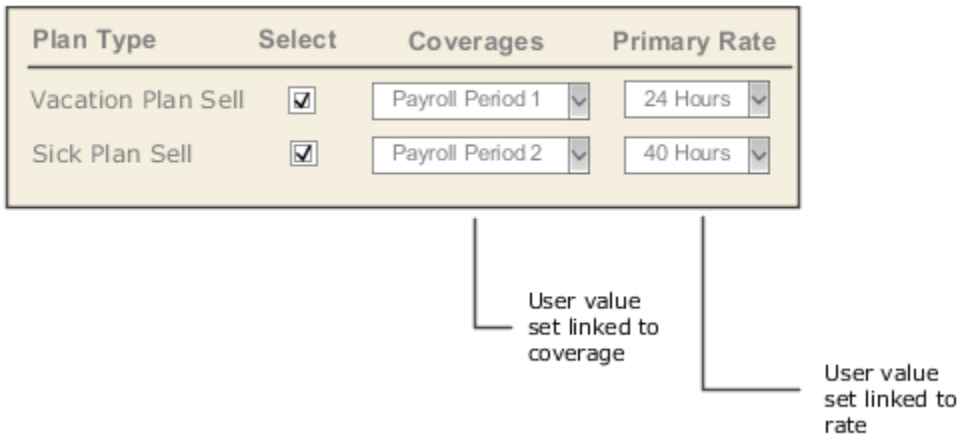 Plan Type Select Coverages Primary Rate
Vacation Plan Sell Payroll Period 1 24 Hours
Sick Plan Sell Payroll Period 2 40 Hours
User value
set linked to
coverage
User value
set linked to
rate